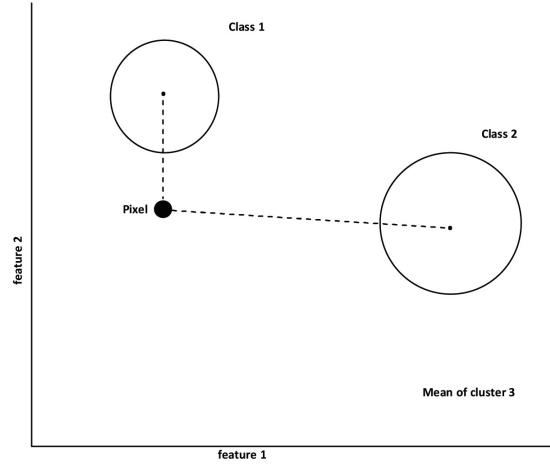 Class 1
Class 2
Pixel
feature 2
Mean of cluster 3
feature 1